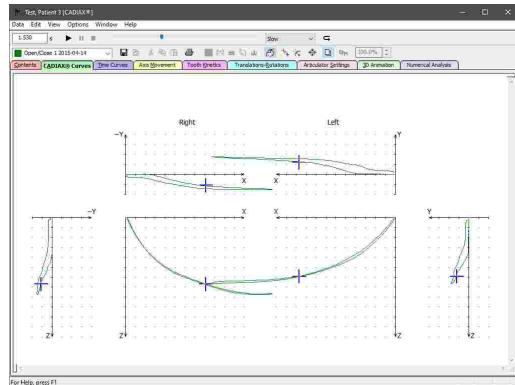 Test, Patient 3 [CADIAX®]
Data Edit View Options Window Help
1.530 s Slow
Open/Close 1 2015-04-14 100.0%
Contents CADIAX® Curves Time Curves Axis Movement Tooth Kinetics Translations-Rotations Articulator Settings 3D Animation Numerical Analysis
Right Left
-Y Y
X X
-Y X X Y
Z Z Z Z
For Help, press F1